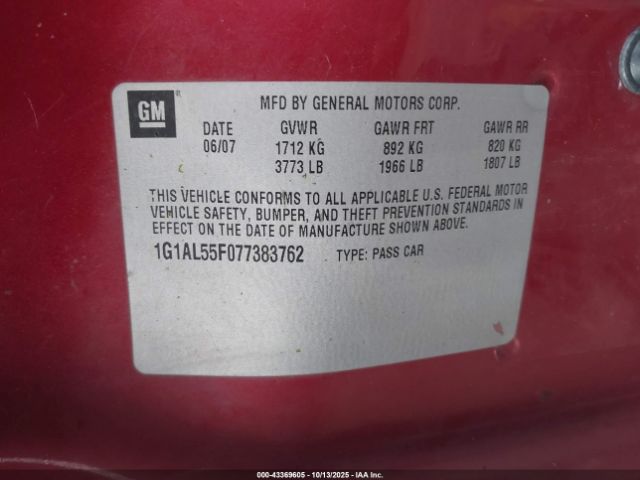 GM ®
MFD BY GENERAL MOTORS CORP.
DATE GVWR GAWR FRT GAWR RR
06/07 1712 KG 892 KG 820 KG
3773 LB 1966 LB 1807 LB
THIS VEHICLE CONFORMS TO ALL APPLICABLE U.S. FEDERAL MOTOR
VEHICLE SAFETY, BUMPER, AND THEFT PREVENTION STANDARDS IN
EFFECT ON THE DATE OF MANUFACTURE SHOWN ABOVE.
1G1AL55F077383762 TYPE: PASS CAR
000-43369605 - 10/13/2025 - IAAI Inc.